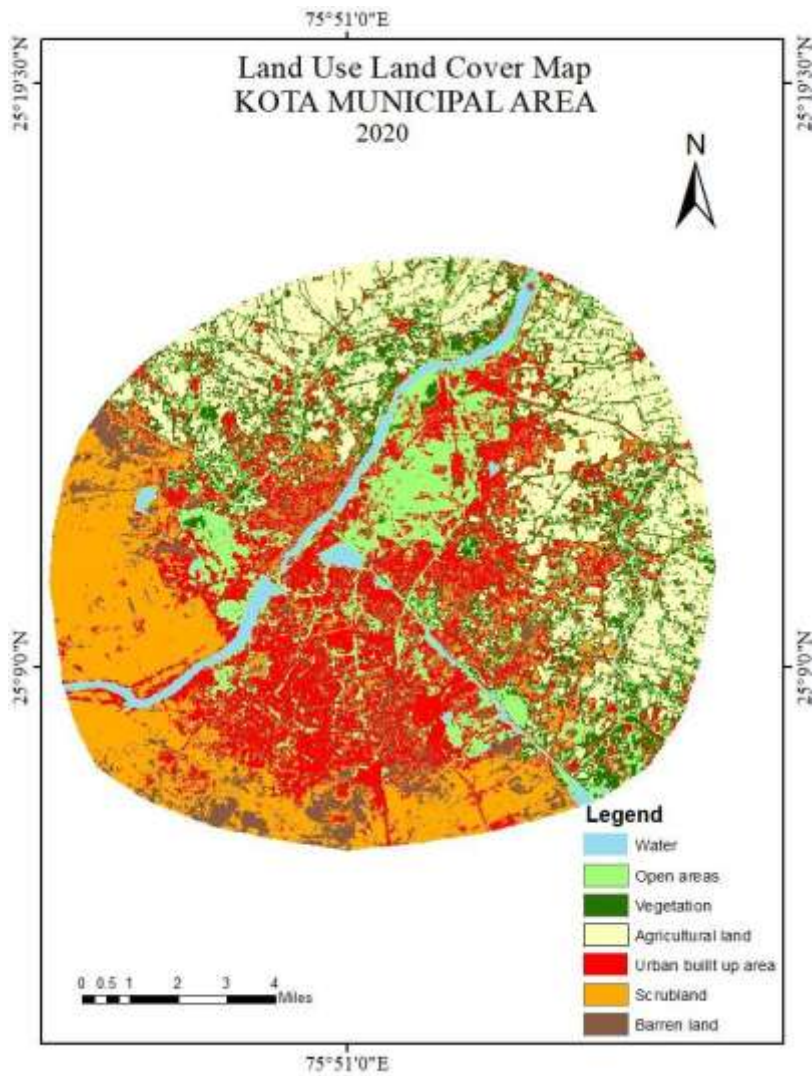 75°51'0"E
Land Use Land Cover Map
KOTA MUNICIPAL AREA
2020
25°19'30"N
25°19'30"N
N
25°9'0"N
25°9'0"N
Legend
Water
Open areas
Vegetation
Agricultural land
Urban buillt up area
Scrubland
Barren land
0 0.5 1 2 3 4
Miles
75°51'0"E